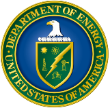 DEPARTMENT OF ENERGY
UNITED STATES OF AMERICA